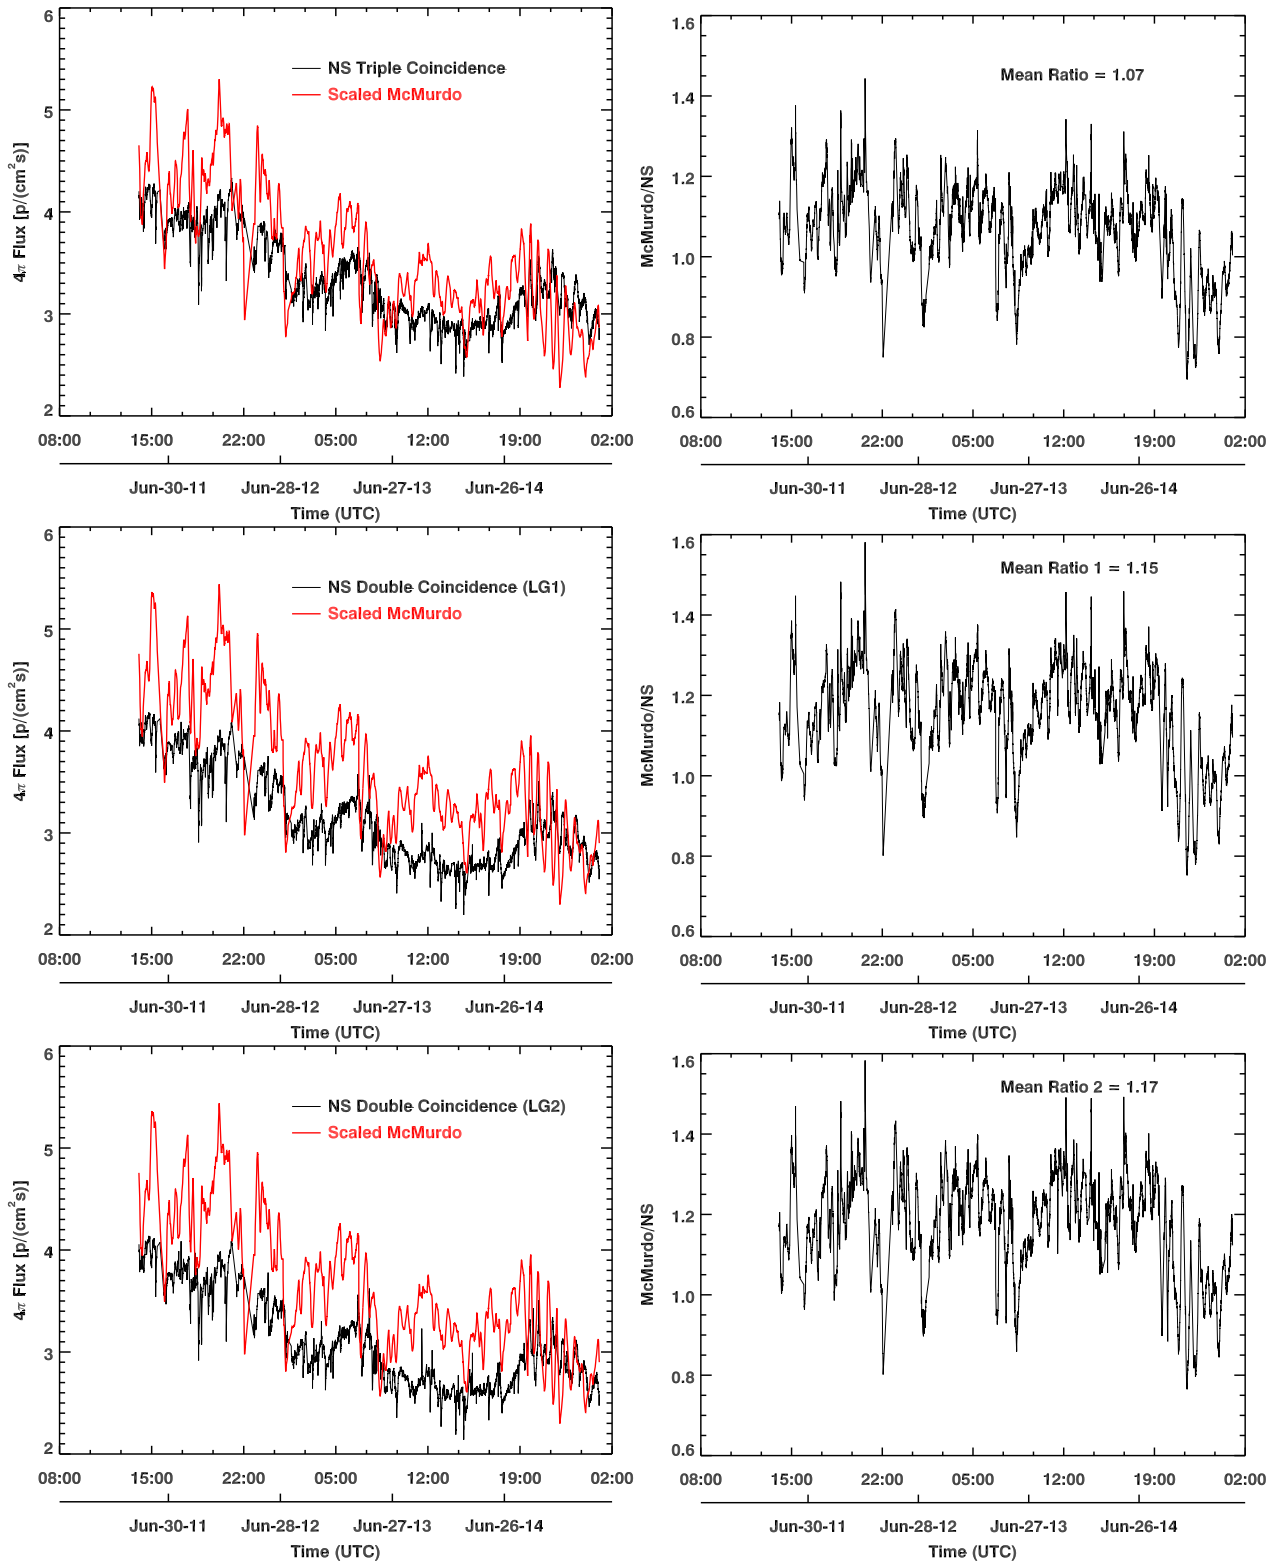 6
5
4
3
2
4π Flux [p/(cm²s)]
NS Triple Coincidence
Scaled McMurdo
08:00 15:00 22:00 05:00 12:00 19:00 02:00
Jun-30-11 Jun-28-12 Jun-27-13 Jun-26-14
Time (UTC)
1.6
1.4
1.2
1.0
0.8
0.6
McMurdo/NS
Mean Ratio = 1.07
08:00 15:00 22:00 05:00 12:00 19:00 02:00
Jun-30-11 Jun-28-12 Jun-27-13 Jun-26-14
Time (UTC)
6
5
4
3
2
4π Flux [p/(cm²s)]
NS Double Coincidence (LG1)
Scaled McMurdo
08:00 15:00 22:00 05:00 12:00 19:00 02:00
Jun-30-11 Jun-28-12 Jun-27-13 Jun-26-14
Time (UTC)
1.6
1.4
1.2
1.0
0.8
0.6
McMurdo/NS
Mean Ratio 1 = 1.15
08:00 15:00 22:00 05:00 12:00 19:00 02:00
Jun-30-11 Jun-28-12 Jun-27-13 Jun-26-14
Time (UTC)
6
5
4
3
2
4π Flux [p/(cm²s)]
NS Double Coincidence (LG2)
Scaled McMurdo
08:00 15:00 22:00 05:00 12:00 19:00 02:00
Jun-30-11 Jun-28-12 Jun-27-13 Jun-26-14
Time (UTC)
1.6
1.4
1.2
1.0
0.8
0.6
McMurdo/NS
Mean Ratio 2 = 1.17
08:00 15:00 22:00 05:00 12:00 19:00 02:00
Jun-30-11 Jun-28-12 Jun-27-13 Jun-26-14
Time (UTC)